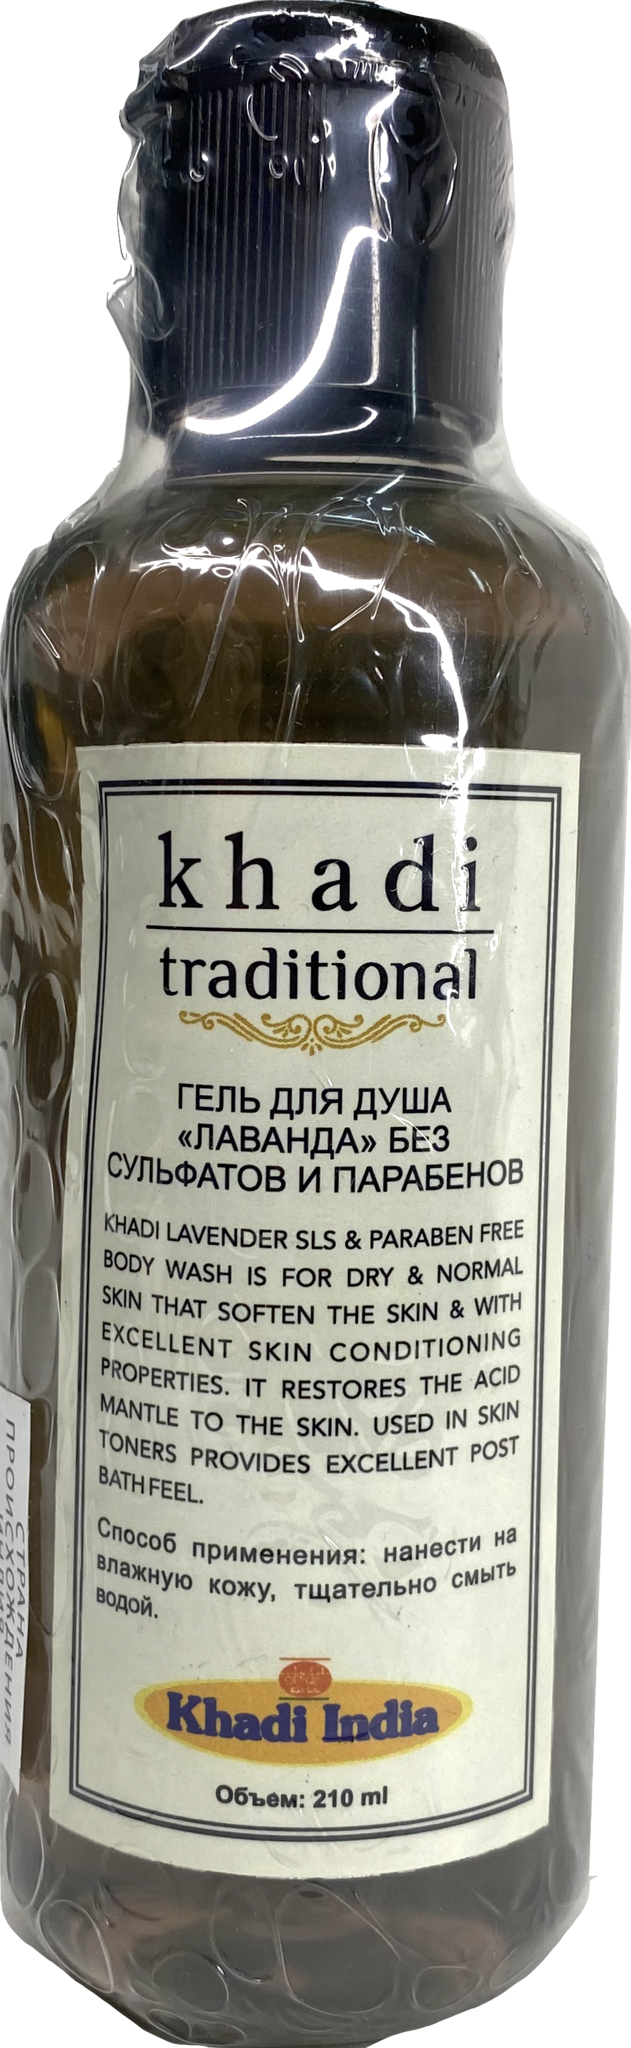 khadi
traditional
ГЕЛЬ ДЛЯ ДУША
«ЛАВАНДА» БЕЗ
СУЛЬФАТОВ И ПАРАБЕНОВ
KHADI LAVENDER SLS & PARABEN FREE
BODY WASH IS FOR DRY & NORMAL
SKIN THAT SOFTEN THE SKIN & WITH
EXCELLENT SKIN CONDITIONING
PROPERTIES. IT RESTORES THE ACID
MANTLE TO THE SKIN. USED IN SKIN
TONERS PROVIDES EXCELLENT POST
BATH FEEL.
Способ применения: нанести на
влажную кожу, тщательно смыть
водой.
Khadi India
Объем: 210 ml
СТРАНА
ПРОИСХОЖДЕНИЯ